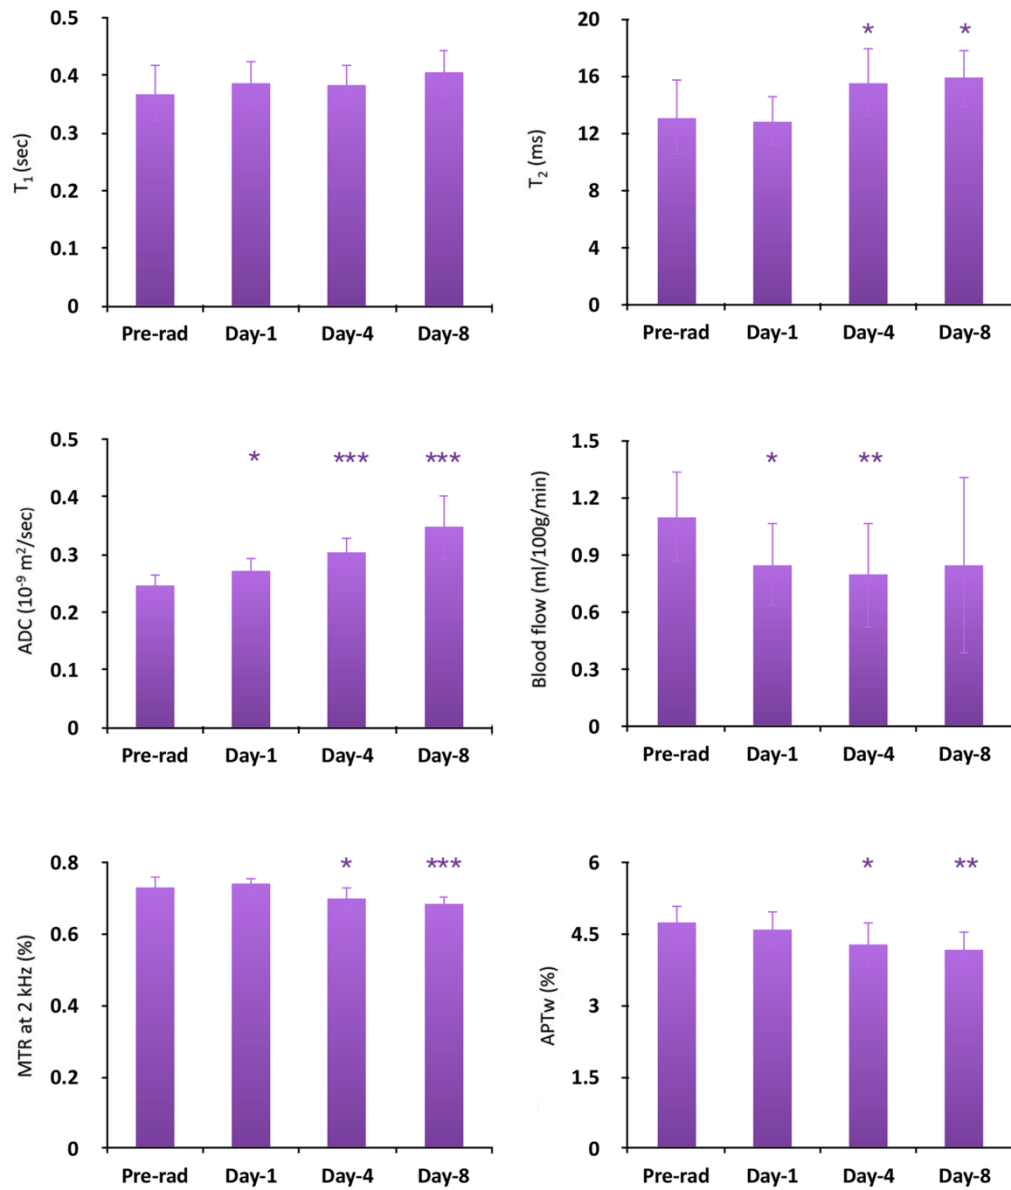 0.5
0.4
0.3
0.2
0.1
0
T₁ (sec)
Pre-rad Day-1 Day-4 Day-8
20
16
12
8
4
0
T₂ (ms)
* *
Pre-rad Day-1 Day-4 Day-8
0.5
0.4
0.3
0.2
0.1
0
ADC (10⁻⁹ m²/sec)
* *** ***
Pre-rad Day-1 Day-4 Day-8
1.5
1.2
0.9
0.6
0.3
0
Blood flow (ml/100g/min)
* **
Pre-rad Day-1 Day-4 Day-8
0.8
0.6
0.4
0.2
0
MTR at 2 kHz (%)
* ***
Pre-rad Day-1 Day-4 Day-8
6
4.5
3
1.5
0
APTw (%)
* **
Pre-rad Day-1 Day-4 Day-8